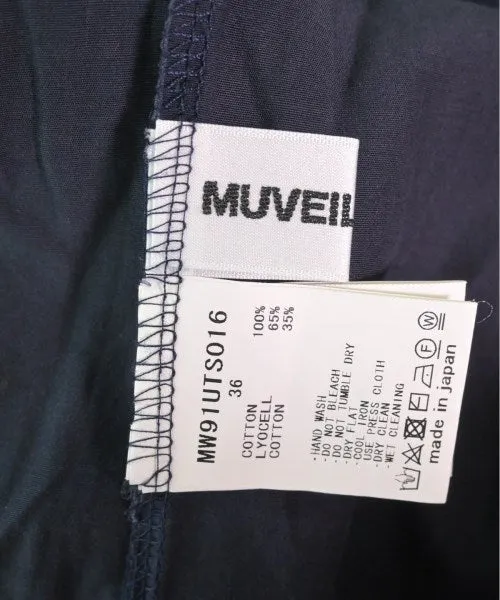 MUVEIL
MW91UTS016
36
COTTON 100%
LYOCELL 65%
COTTON 35%
·HAND WASH
·DO NOT BLEACH
·DO NOT TUMBLE DRY
·DRY FLAT
·COOL IRON
·USE PRESS CLOTH
·DRY CLEAN
·WET CLEANING
F W
made in japan